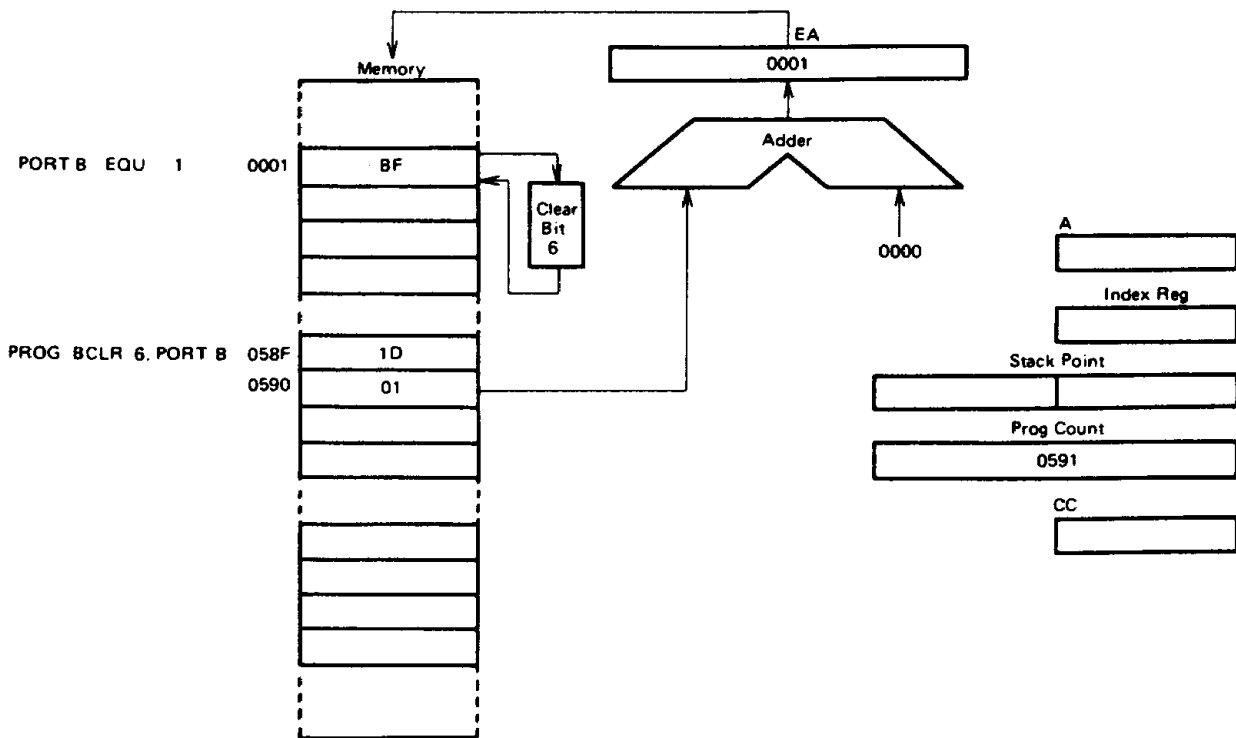 EA
0001
Memory
Adder
PORT B EQU 1 0001 BF
Clear
Bit
6
0000
A
Index Reg
PROG BCLR 6, PORT B 058F 1D
0590 01
Stack Point
Prog Count
0591
CC